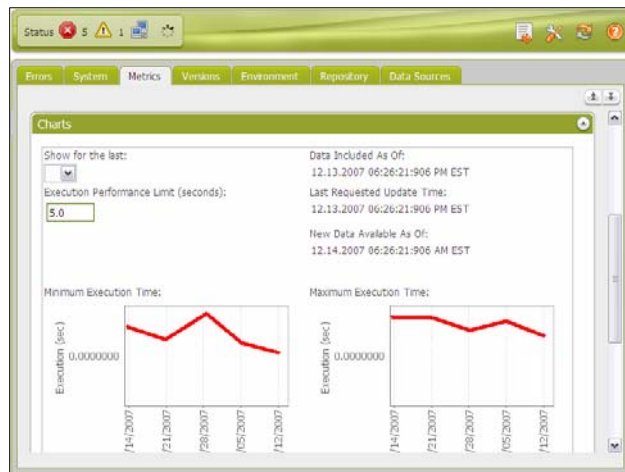 Status 5 1
Errors System Metrics Versions Environment Repository Data Sources
Charts
Show for the last:
Execution Performance Limit (seconds):
5.0
Data Included As Of:
12.13.2007 06:26:21:906 PM EST
Last Requested Update Time:
12.13.2007 06:26:21:906 PM EST
New Data Available As Of:
12.14.2007 06:26:21:906 AM EST
Minimum Execution Time:
Execution (sec)
0.0000000
/14/2007
/21/2007
/28/2007
/05/2007
/12/2007
Maximum Execution Time:
Execution (sec)
0.0000000
/14/2007
/21/2007
/28/2007
/05/2007
/12/2007